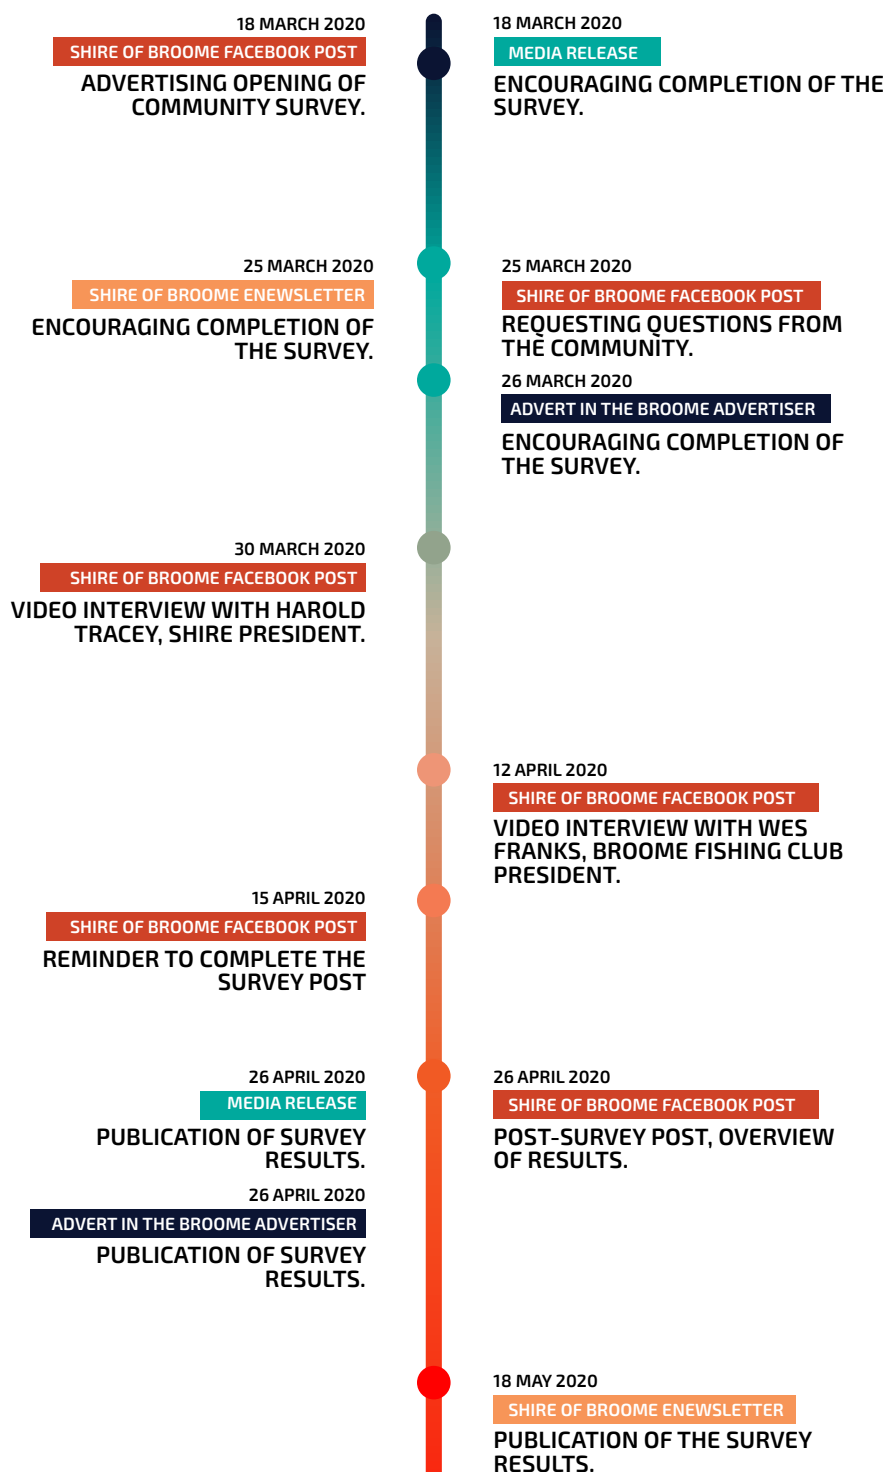 18 MARCH 2020
SHIRE OF BROOME FACEBOOK POST
ADVERTISING OPENING OF
COMMUNITY SURVEY.
18 MARCH 2020
MEDIA RELEASE
ENCOURAGING COMPLETION OF THE
SURVEY.
25 MARCH 2020
SHIRE OF BROOME ENEWSLETTER
ENCOURAGING COMPLETION OF
THE SURVEY.
25 MARCH 2020
SHIRE OF BROOME FACEBOOK POST
REQUESTING QUESTIONS FROM
THE COMMUNITY.
26 MARCH 2020
ADVERT IN THE BROOME ADVERTISER
ENCOURAGING COMPLETION OF
THE SURVEY.
30 MARCH 2020
SHIRE OF BROOME FACEBOOK POST
VIDEO INTERVIEW WITH HAROLD
TRACEY, SHIRE PRESIDENT.
12 APRIL 2020
SHIRE OF BROOME FACEBOOK POST
VIDEO INTERVIEW WITH WES
FRANKS, BROOME FISHING CLUB
PRESIDENT.
15 APRIL 2020
SHIRE OF BROOME FACEBOOK POST
REMINDER TO COMPLETE THE
SURVEY POST
26 APRIL 2020
MEDIA RELEASE
PUBLICATION OF SURVEY
RESULTS.
26 APRIL 2020
SHIRE OF BROOME FACEBOOK POST
POST-SURVEY POST, OVERVIEW
OF RESULTS.
26 APRIL 2020
ADVERT IN THE BROOME ADVERTISER
PUBLICATION OF SURVEY
RESULTS.
18 MAY 2020
SHIRE OF BROOME ENEWSLETTER
PUBLICATION OF THE SURVEY
RESULTS.